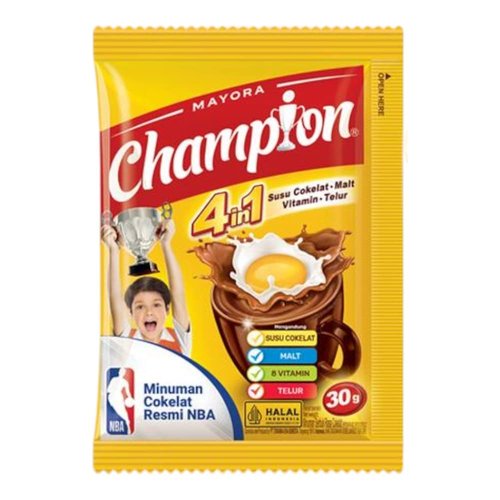 MAYORA
Champion®
4in1
Susu Cokelat • Malt
Vitamin • Telur
OPEN HERE
Mengandung
SUSU COKELAT
MALT
8 VITAMIN
TELUR
Minuman
Cokelat
Resmi NBA
NBA
HALAL
INDONESIA
30g